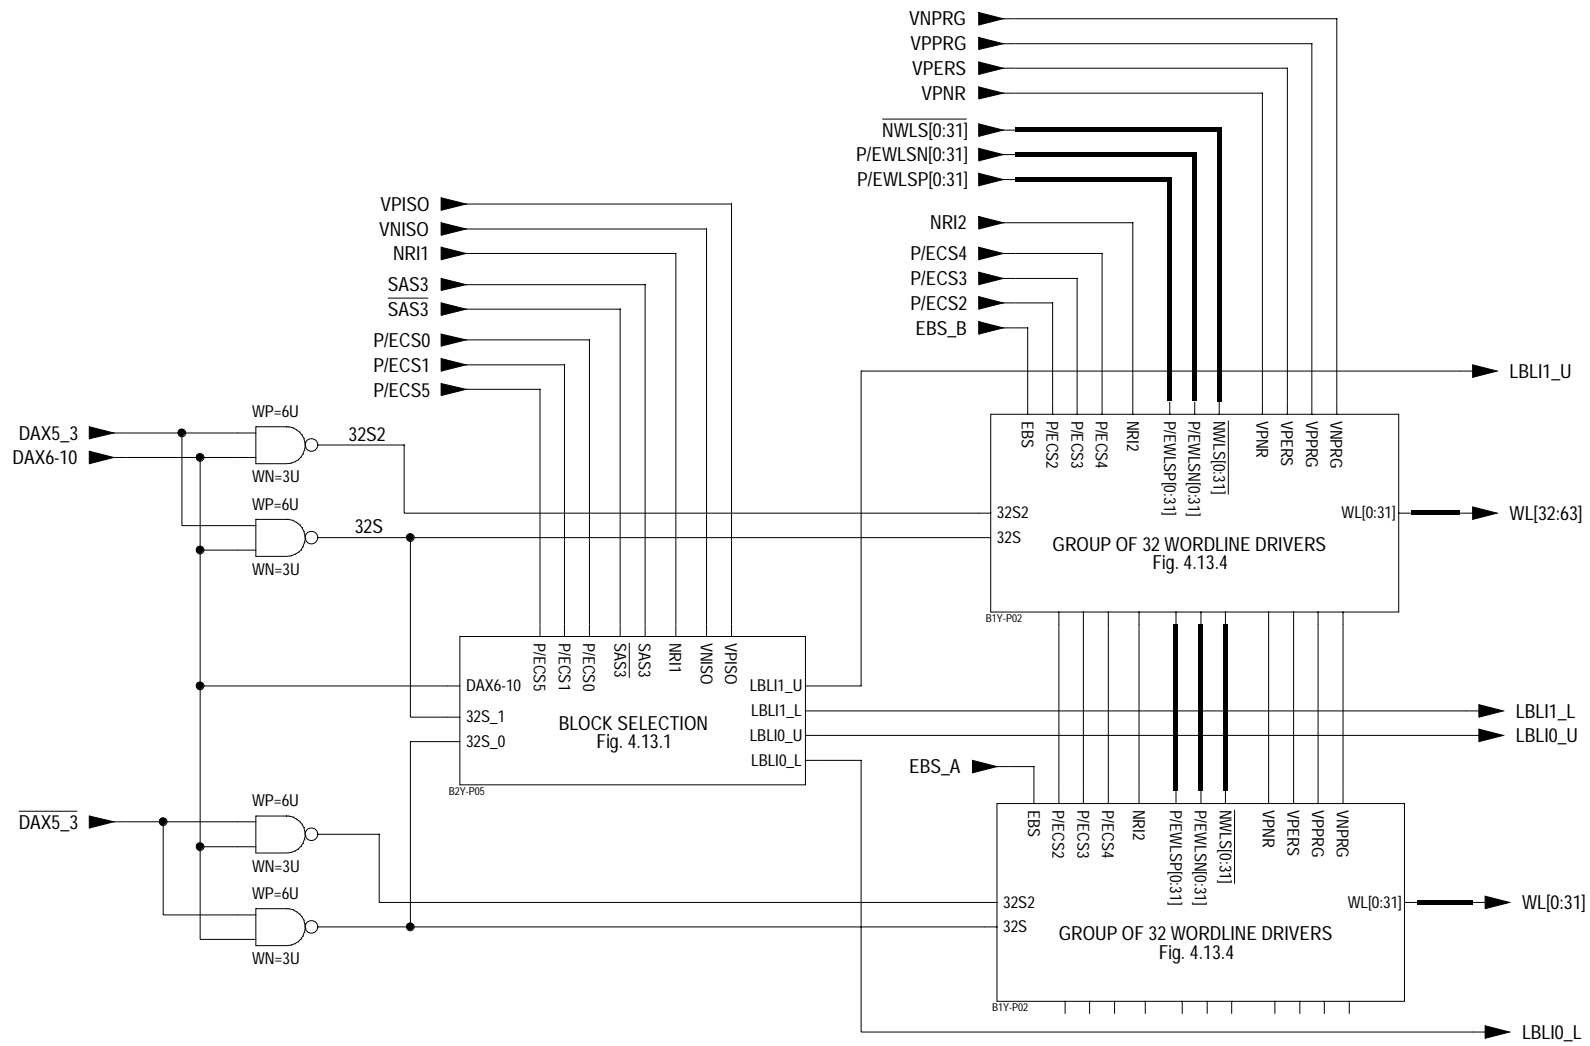 VNPRG
VPPRG
VPERS
VPNR
NWLS[0:31]
P/EWLSN[0:31]
P/EWLSP[0:31]
NRI2
P/ECS4
P/ECS3
P/ECS2
EBS_B
VPISO
VNISO
NRI1
SAS3
SAS3
P/ECS0
P/ECS1
P/ECS5
LBLI1_U
DAX5_3
DAX6-10
WP=6U
32S2
WN=3U
WP=6U
32S
WN=3U
EBS
P/ECS2
P/ECS3
P/ECS4
NRI2
P/EWLSP[0:31]
P/EWLSN[0:31]
NWLS[0:31]
VPNR
VPERS
VPPRG
VNPRG
32S2
32S
WL[0:31]
WL[32:63]
GROUP OF 32 WORDLINE DRIVERS
Fig. 4.13.4
B1Y-P02
P/ECS5
P/ECS1
P/ECS0
SAS3
SAS3
NRI1
VNISO
VPISO
DAX6-10
32S_1
32S_0
BLOCK SELECTION
Fig. 4.13.1
LBLI1_U
LBLI1_L
LBLI0_U
LBLI0_L
B2Y-P05
LBLI1_L
LBLI0_U
EBS_A
DAX5_3
WP=6U
WN=3U
WP=6U
WN=3U
EBS
P/ECS2
P/ECS3
P/ECS4
NRI2
P/EWLSP[0:31]
P/EWLSN[0:31]
NWLS[0:31]
VPNR
VPERS
VPPRG
VNPRG
32S2
32S
WL[0:31]
WL[0:31]
GROUP OF 32 WORDLINE DRIVERS
Fig. 4.13.4
B1Y-P02
LBLI0_L